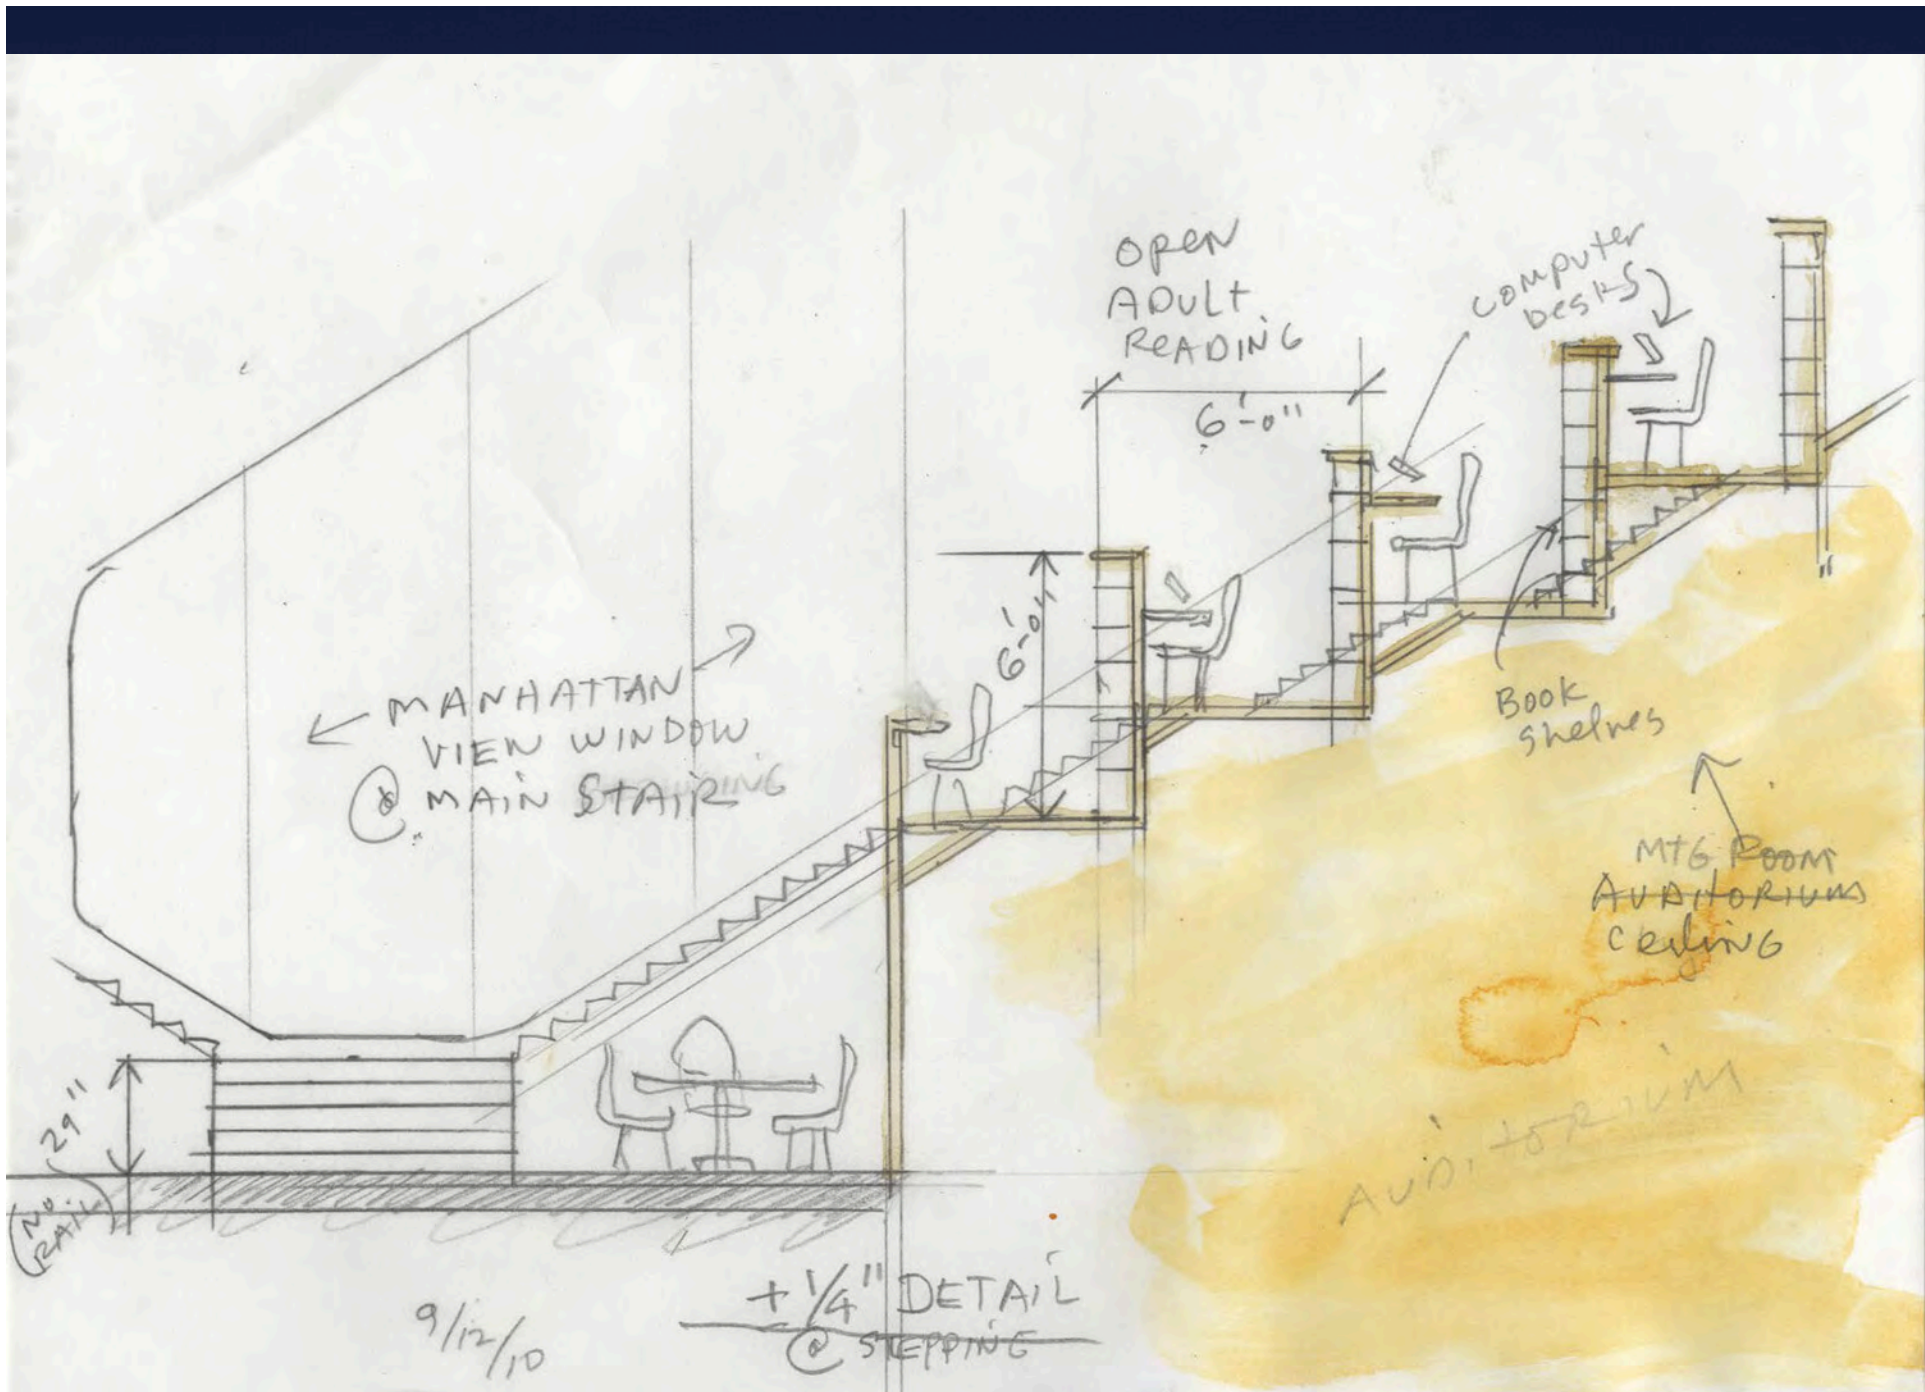 OPEN
ADULT
READING
6'-0"
COMPUTER
DESKS
6'-0"
MANHATTAN
VIEW WINDOW
@ MAIN STAIR
BOOK
Shelves
MTG ROOM
AUDITORIUM
CEILING
AUDITORIUM
29"
(NO
RAIL)
+ 1/4" DETAIL
@ STEPPING
9/12/10